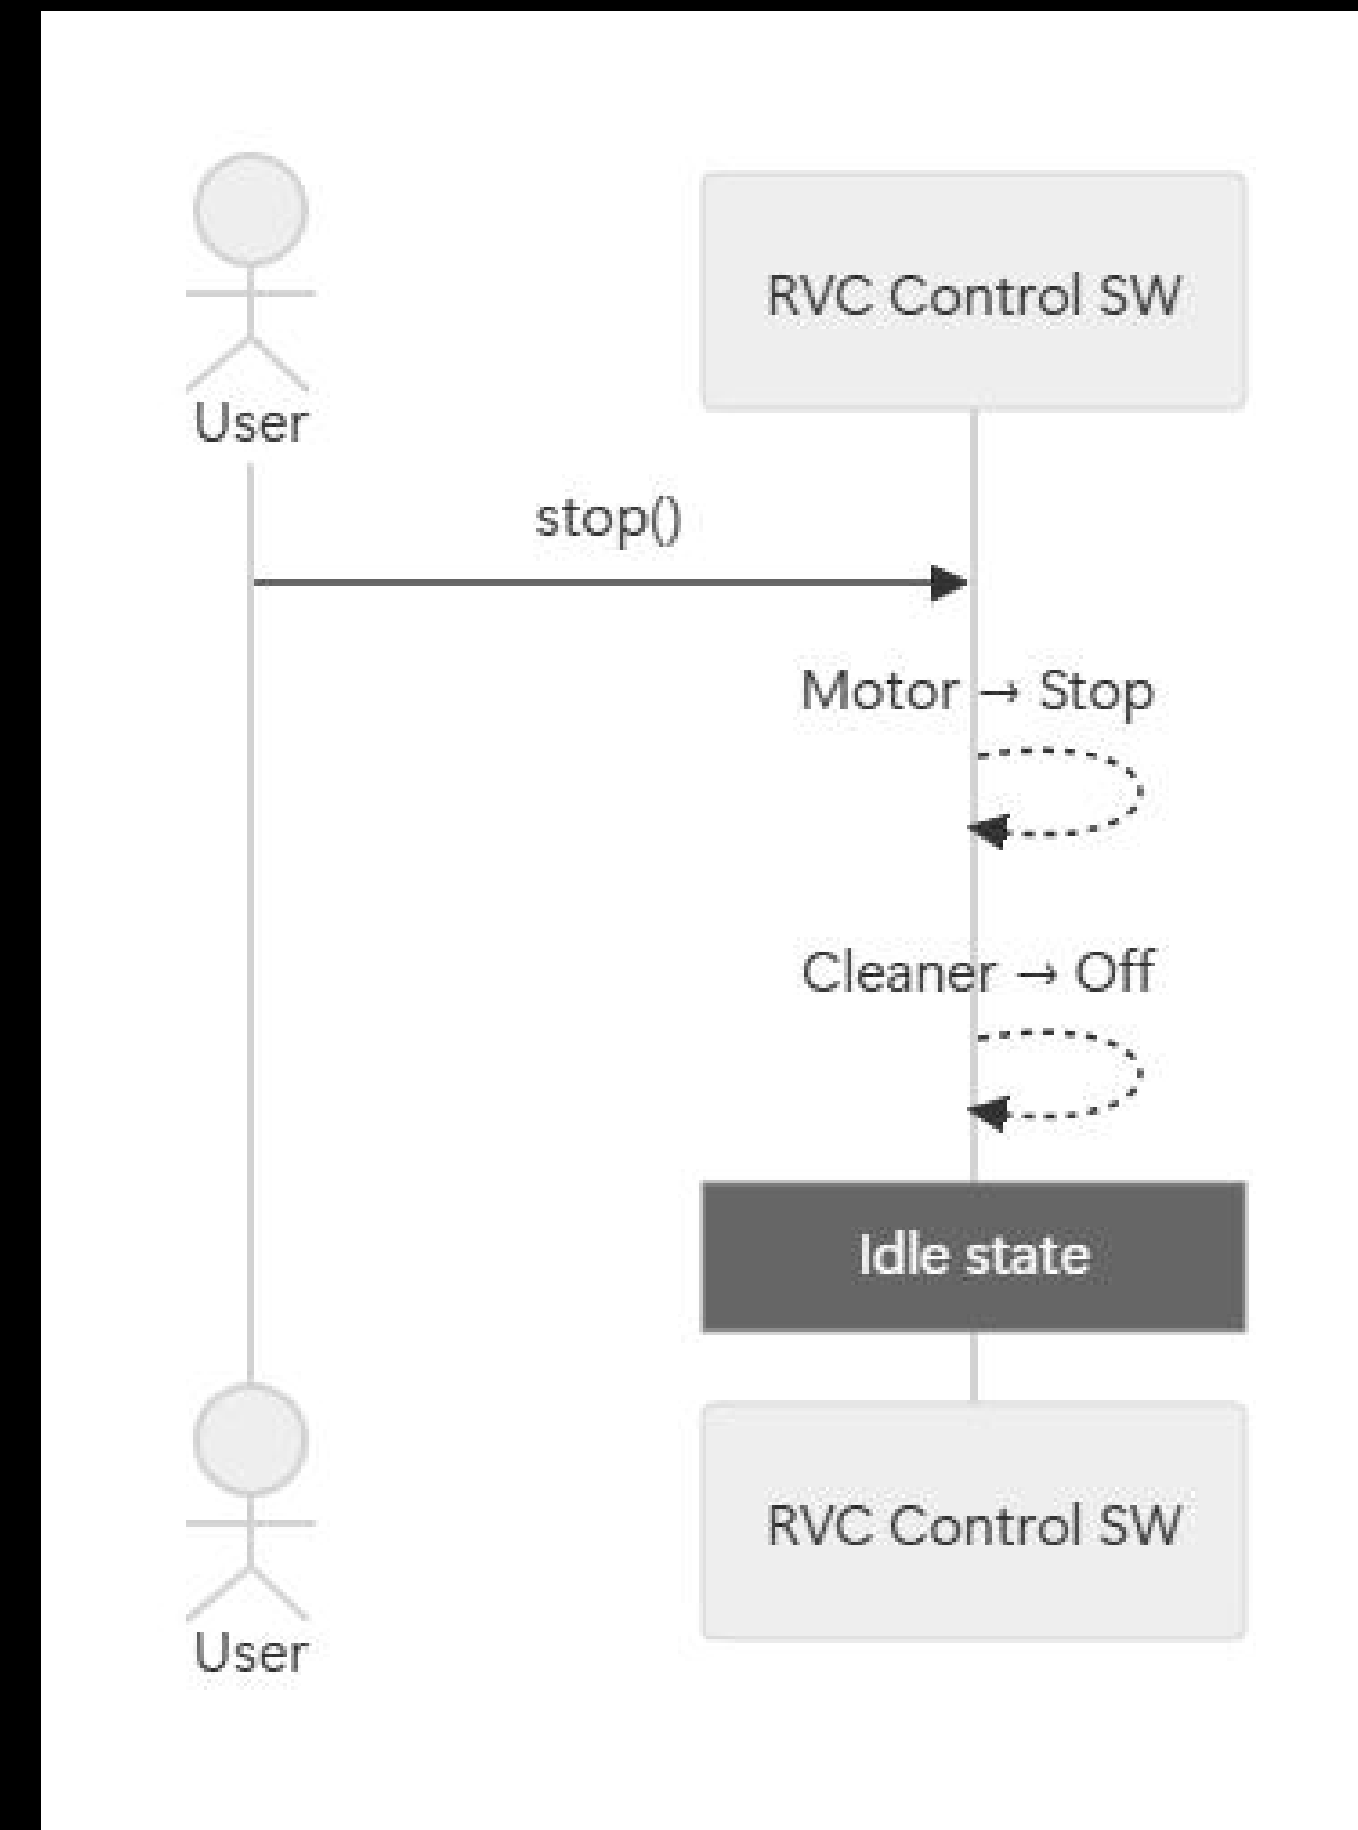 User
RVC Control SW
stop()
Motor → Stop
Cleaner → Off
Idle state
User
RVC Control SW